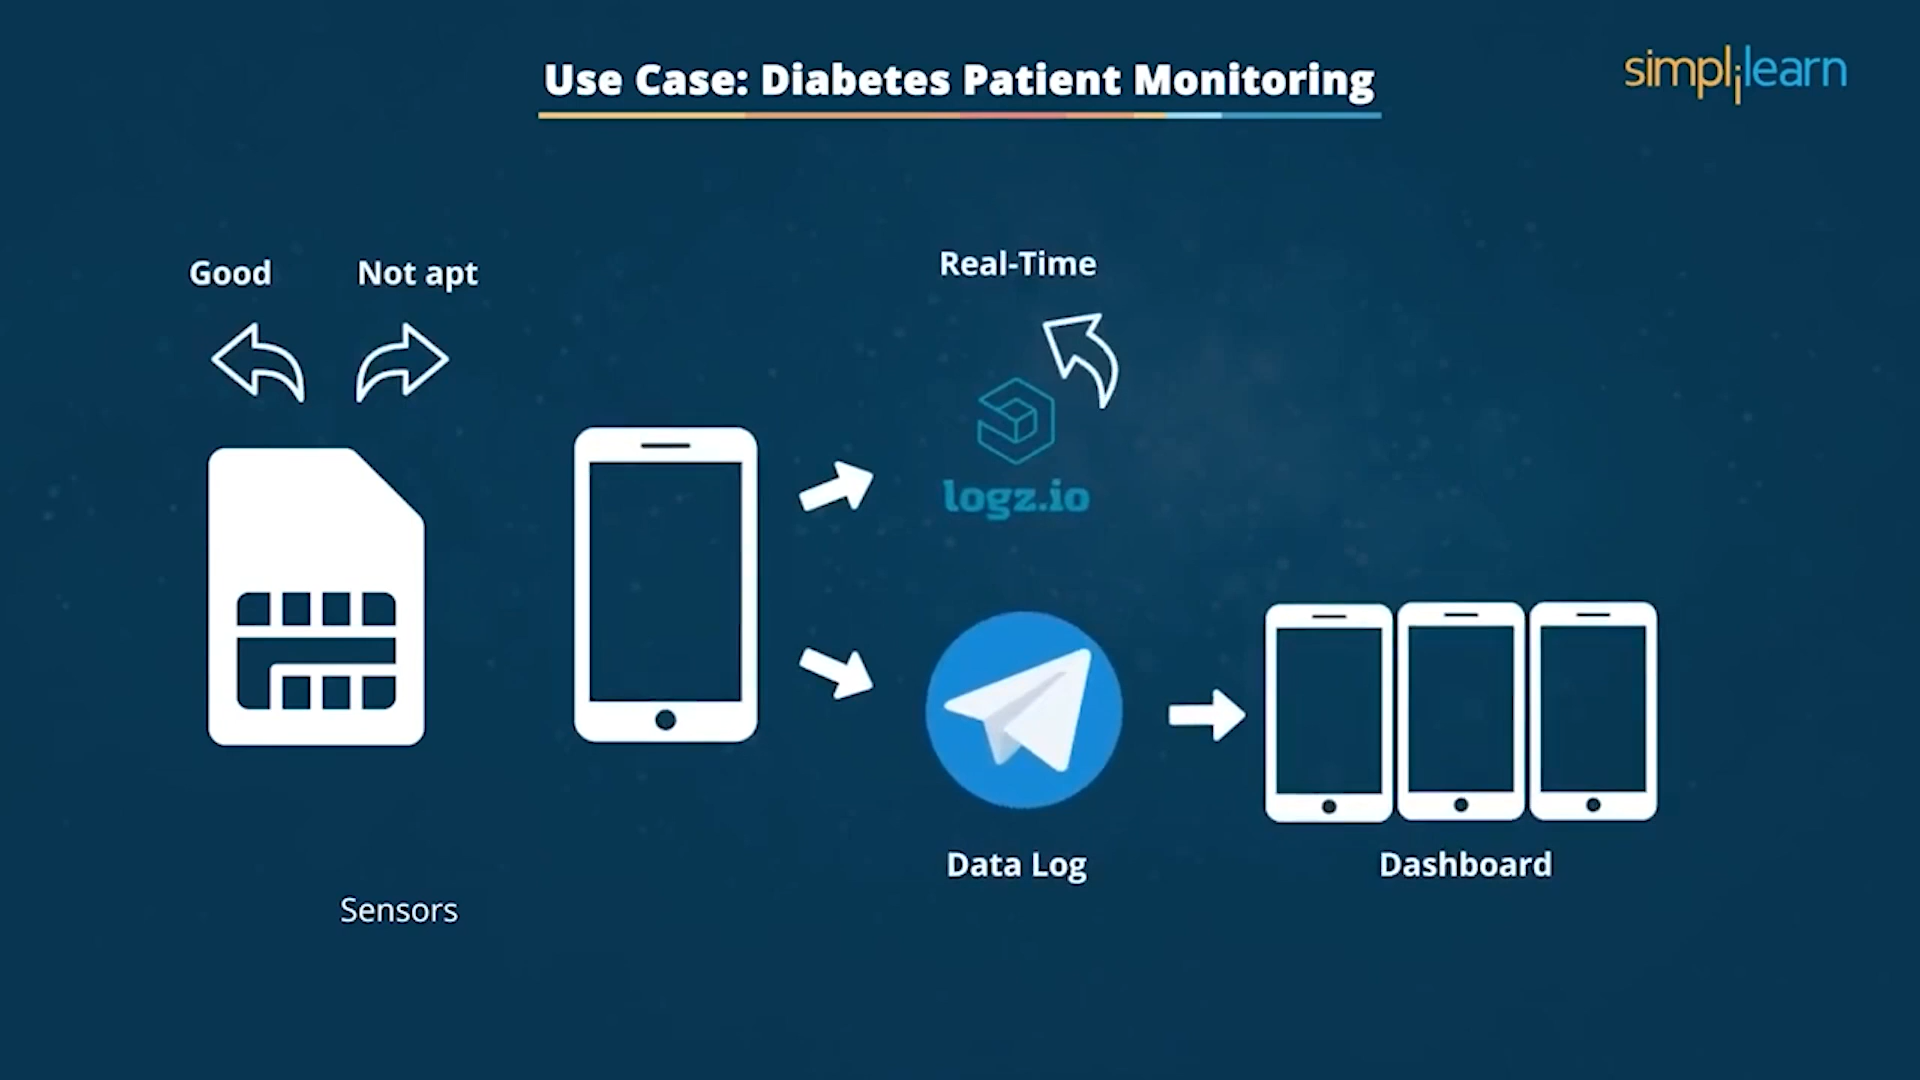 Use Case: Diabetes Patient Monitoring
simplilearn
Good
Not apt
Real-Time
logz.io
Data Log
Dashboard
Sensors